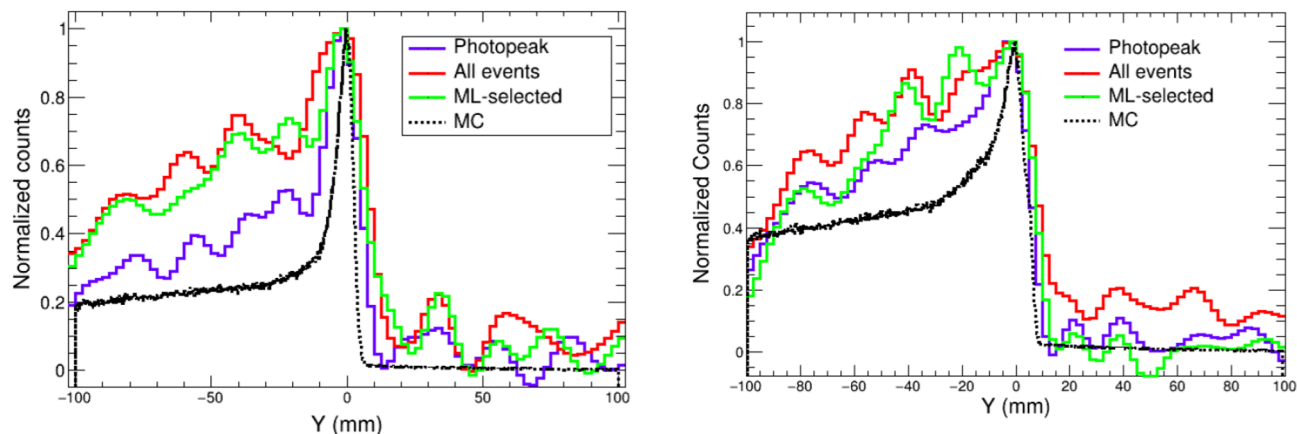 Normalized counts
1
0.8
0.6
0.4
0.2
0
−100
−50
0
50
100
Y (mm)
Photopeak
All events
ML-selected
MC
Normalized Counts
1
0.8
0.6
0.4
0.2
0
−100
−80
−60
−40
−20
0
20
40
60
80
100
Y (mm)
Photopeak
All events
ML-selected
MC